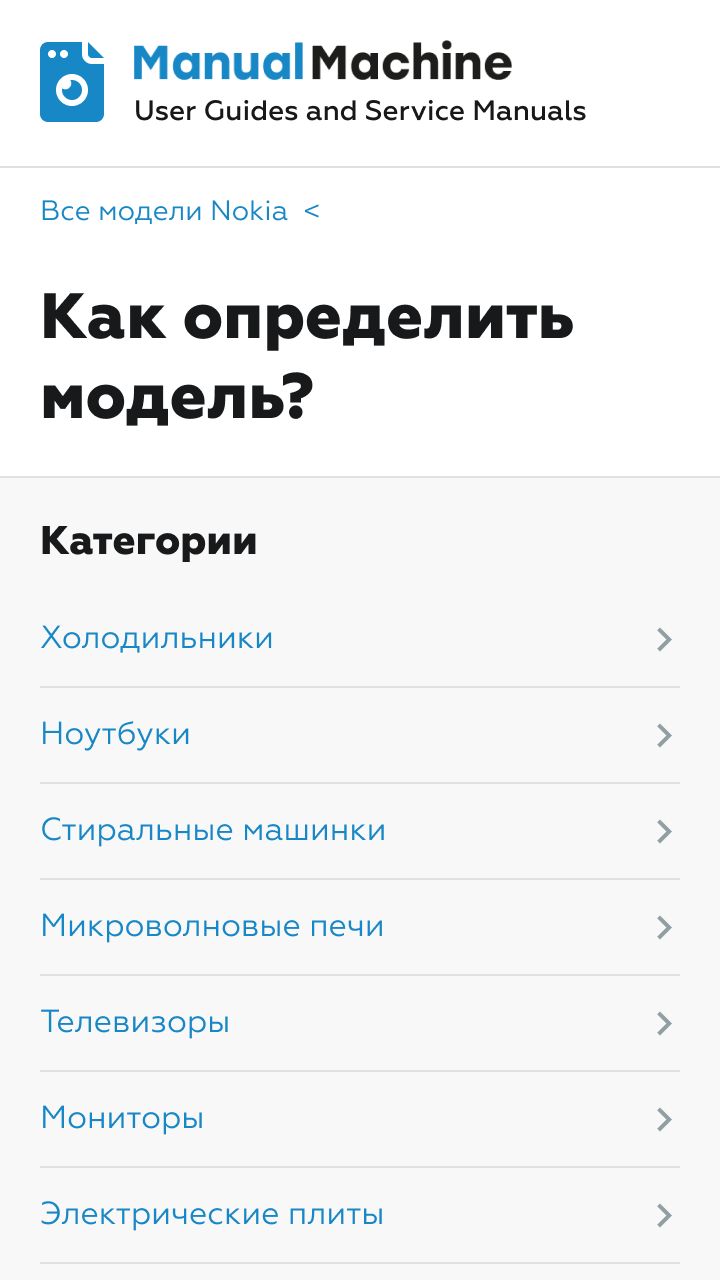 ManualMachine
User Guides and Service Manuals
Все модели Nokia <
Как определить
модель?
Категории
Холодильники
Ноутбуки
Стиральные машинки
Микроволновые печи
Телевизоры
Мониторы
Электрические плиты